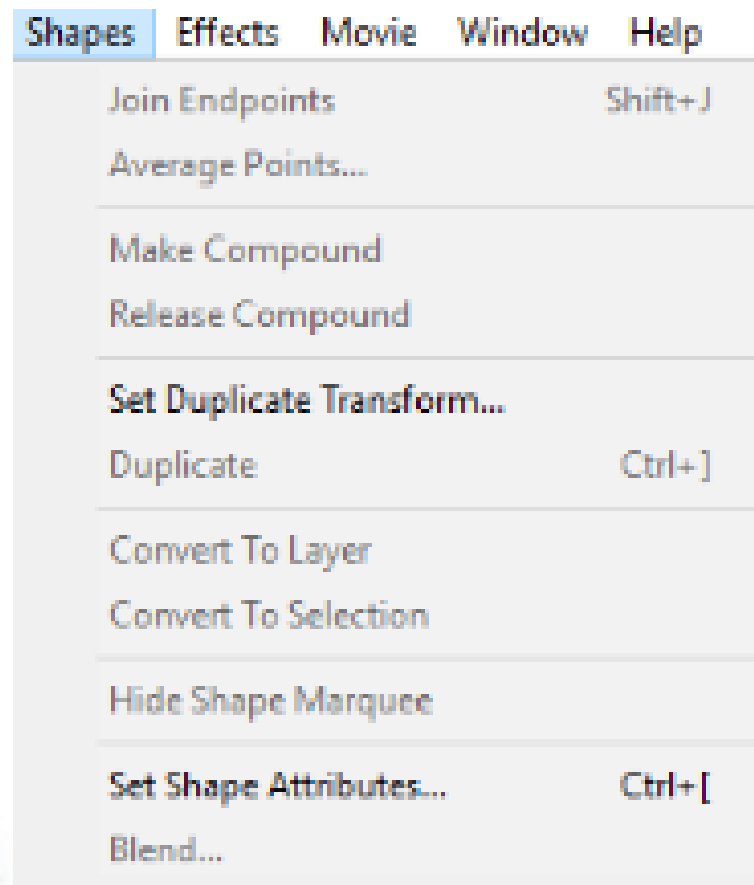 Shapes Effects Movie Window Help
Join Endpoints Shift+J
Average Points...
Make Compound
Release Compound
Set Duplicate Transform...
Duplicate Ctrl+]
Convert To Layer
Convert To Selection
Hide Shape Marquee
Set Shape Attributes... Ctrl+[
Blend...